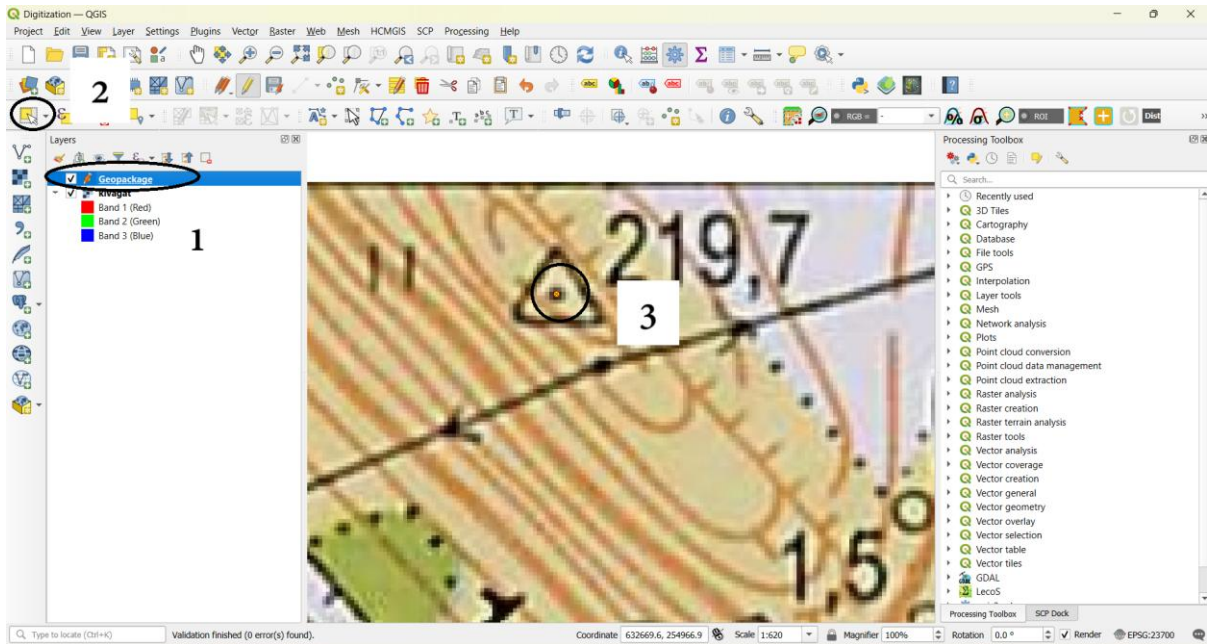 Digitization — QGIS
Project Edit View Layer Settings Plugins Vector Raster Web Mesh HCMGIS SCP Processing Help
2
RGB =
ROI
Dist
Layers
Geopackage
kivagat
Band 1 (Red)
Band 2 (Green)
Band 3 (Blue)
1
219,7
3
1,5
Processing Toolbox
Search...
Recently used
3D Tiles
Cartography
Database
File tools
GPS
Interpolation
Layer tools
Mesh
Network analysis
Plots
Point cloud conversion
Point cloud data management
Point cloud extraction
Raster analysis
Raster creation
Raster terrain analysis
Raster tools
Vector analysis
Vector coverage
Vector creation
Vector general
Vector geometry
Vector overlay
Vector selection
Vector table
Vector tiles
GDAL
LecoS
Processing Toolbox SCP Dock
Type to locate (Ctrl+K) Validation finished (0 error(s) found). Coordinate 632669.6, 254966.9 Scale 1:620 Magnifier 100% Rotation 0.0 ° Render EPSG:23700